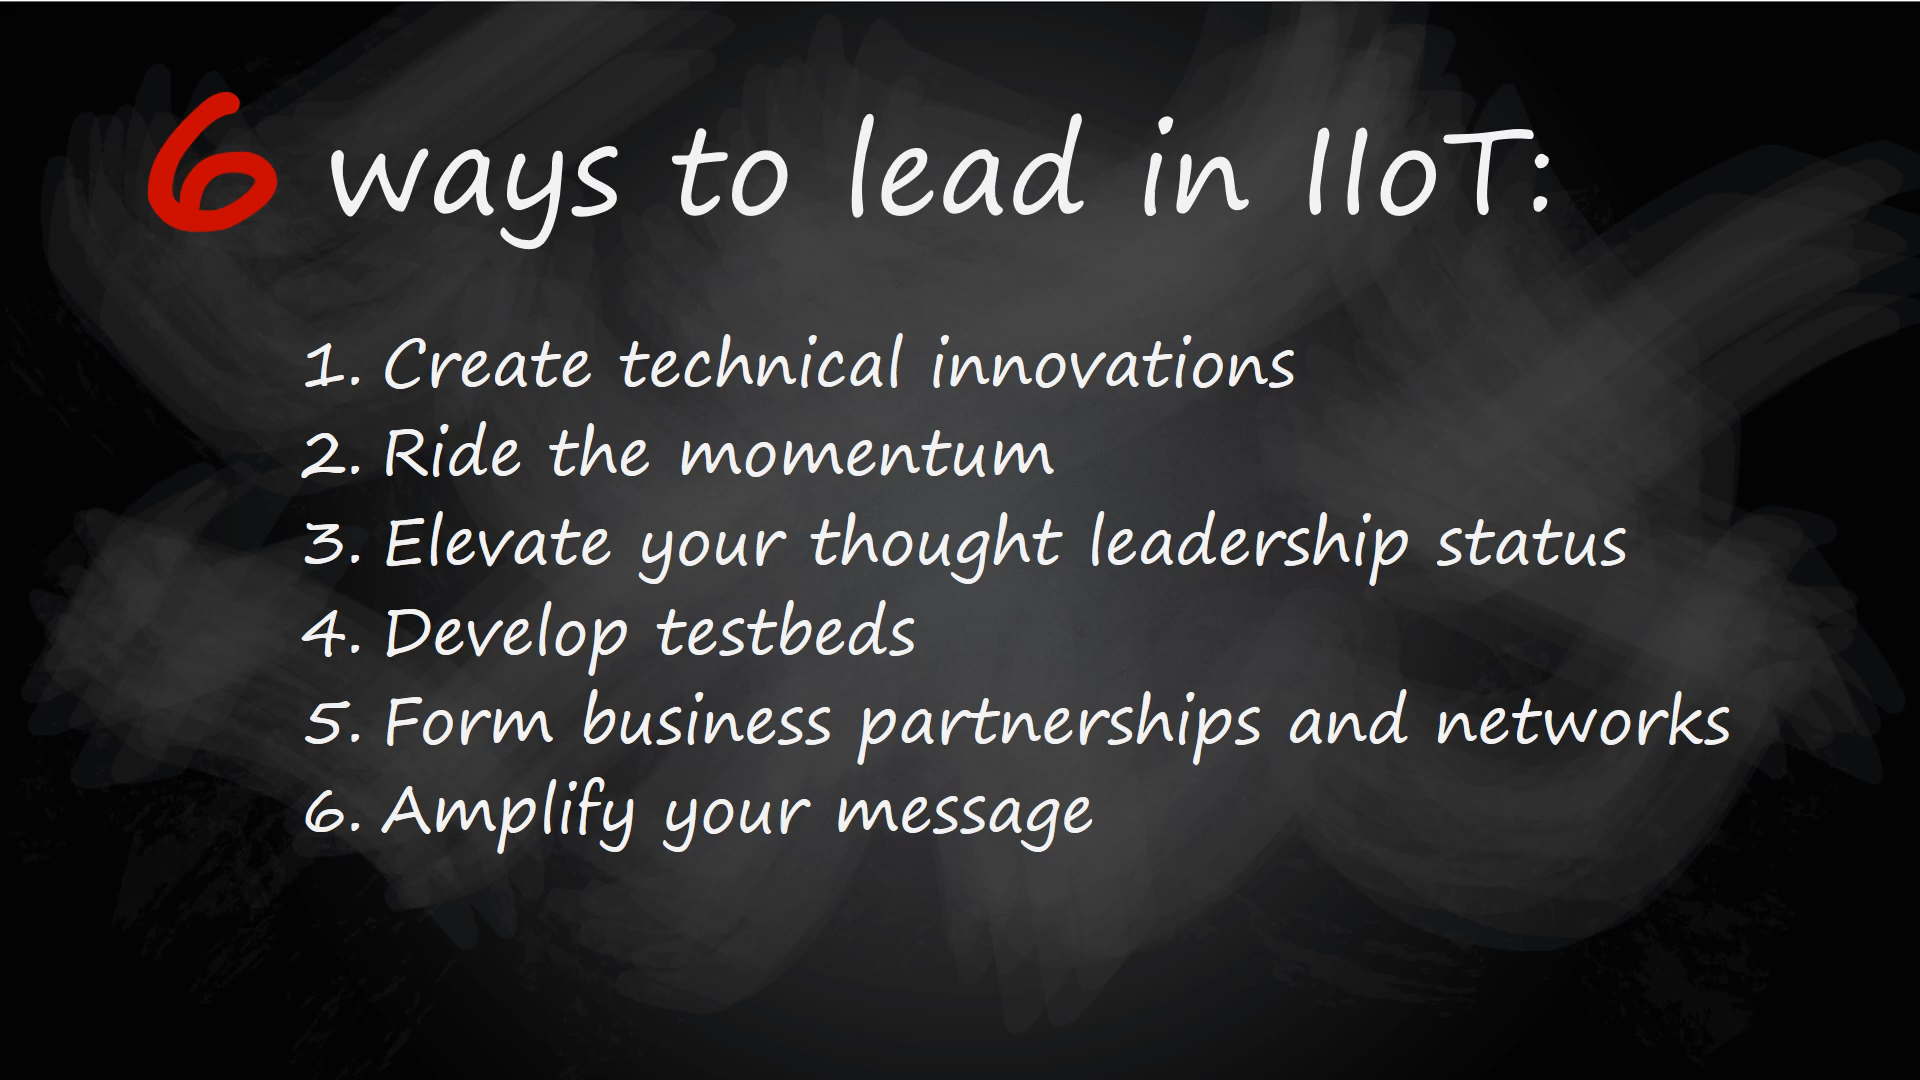 6 ways to lead in IIoT:
1. Create technical innovations
2. Ride the momentum
3. Elevate your thought leadership status
4. Develop testbeds
5. Form business partnerships and networks
6. Amplify your message